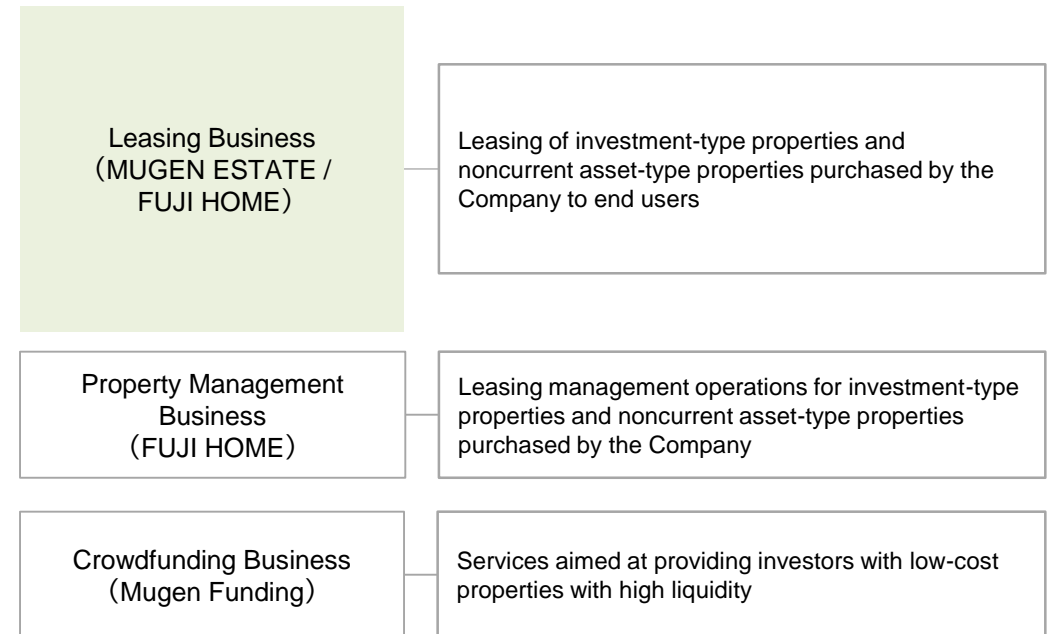 Leasing Business
（MUGEN ESTATE /
FUJI HOME）
Leasing of investment-type properties and
noncurrent asset-type properties purchased by the
Company to end users
Property Management
Business
（FUJI HOME）
Leasing management operations for investment-type
properties and noncurrent asset-type properties
purchased by the Company
Crowdfunding Business
（Mugen Funding）
Services aimed at providing investors with low-cost
properties with high liquidity